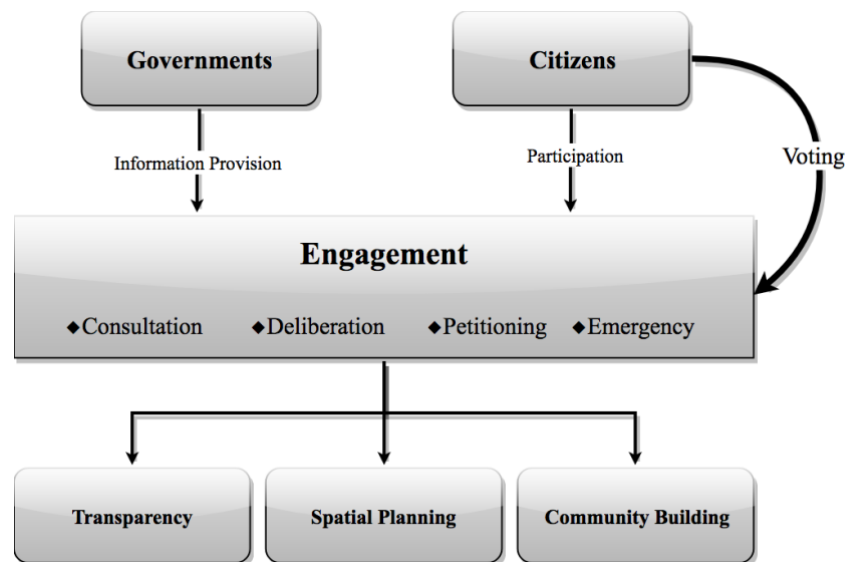 Governments
Citizens
Information Provision
Participation
Voting
Engagement
◆Consultation ◆Deliberation ◆Petitioning ◆Emergency
Transparency
Spatial Planning
Community Building